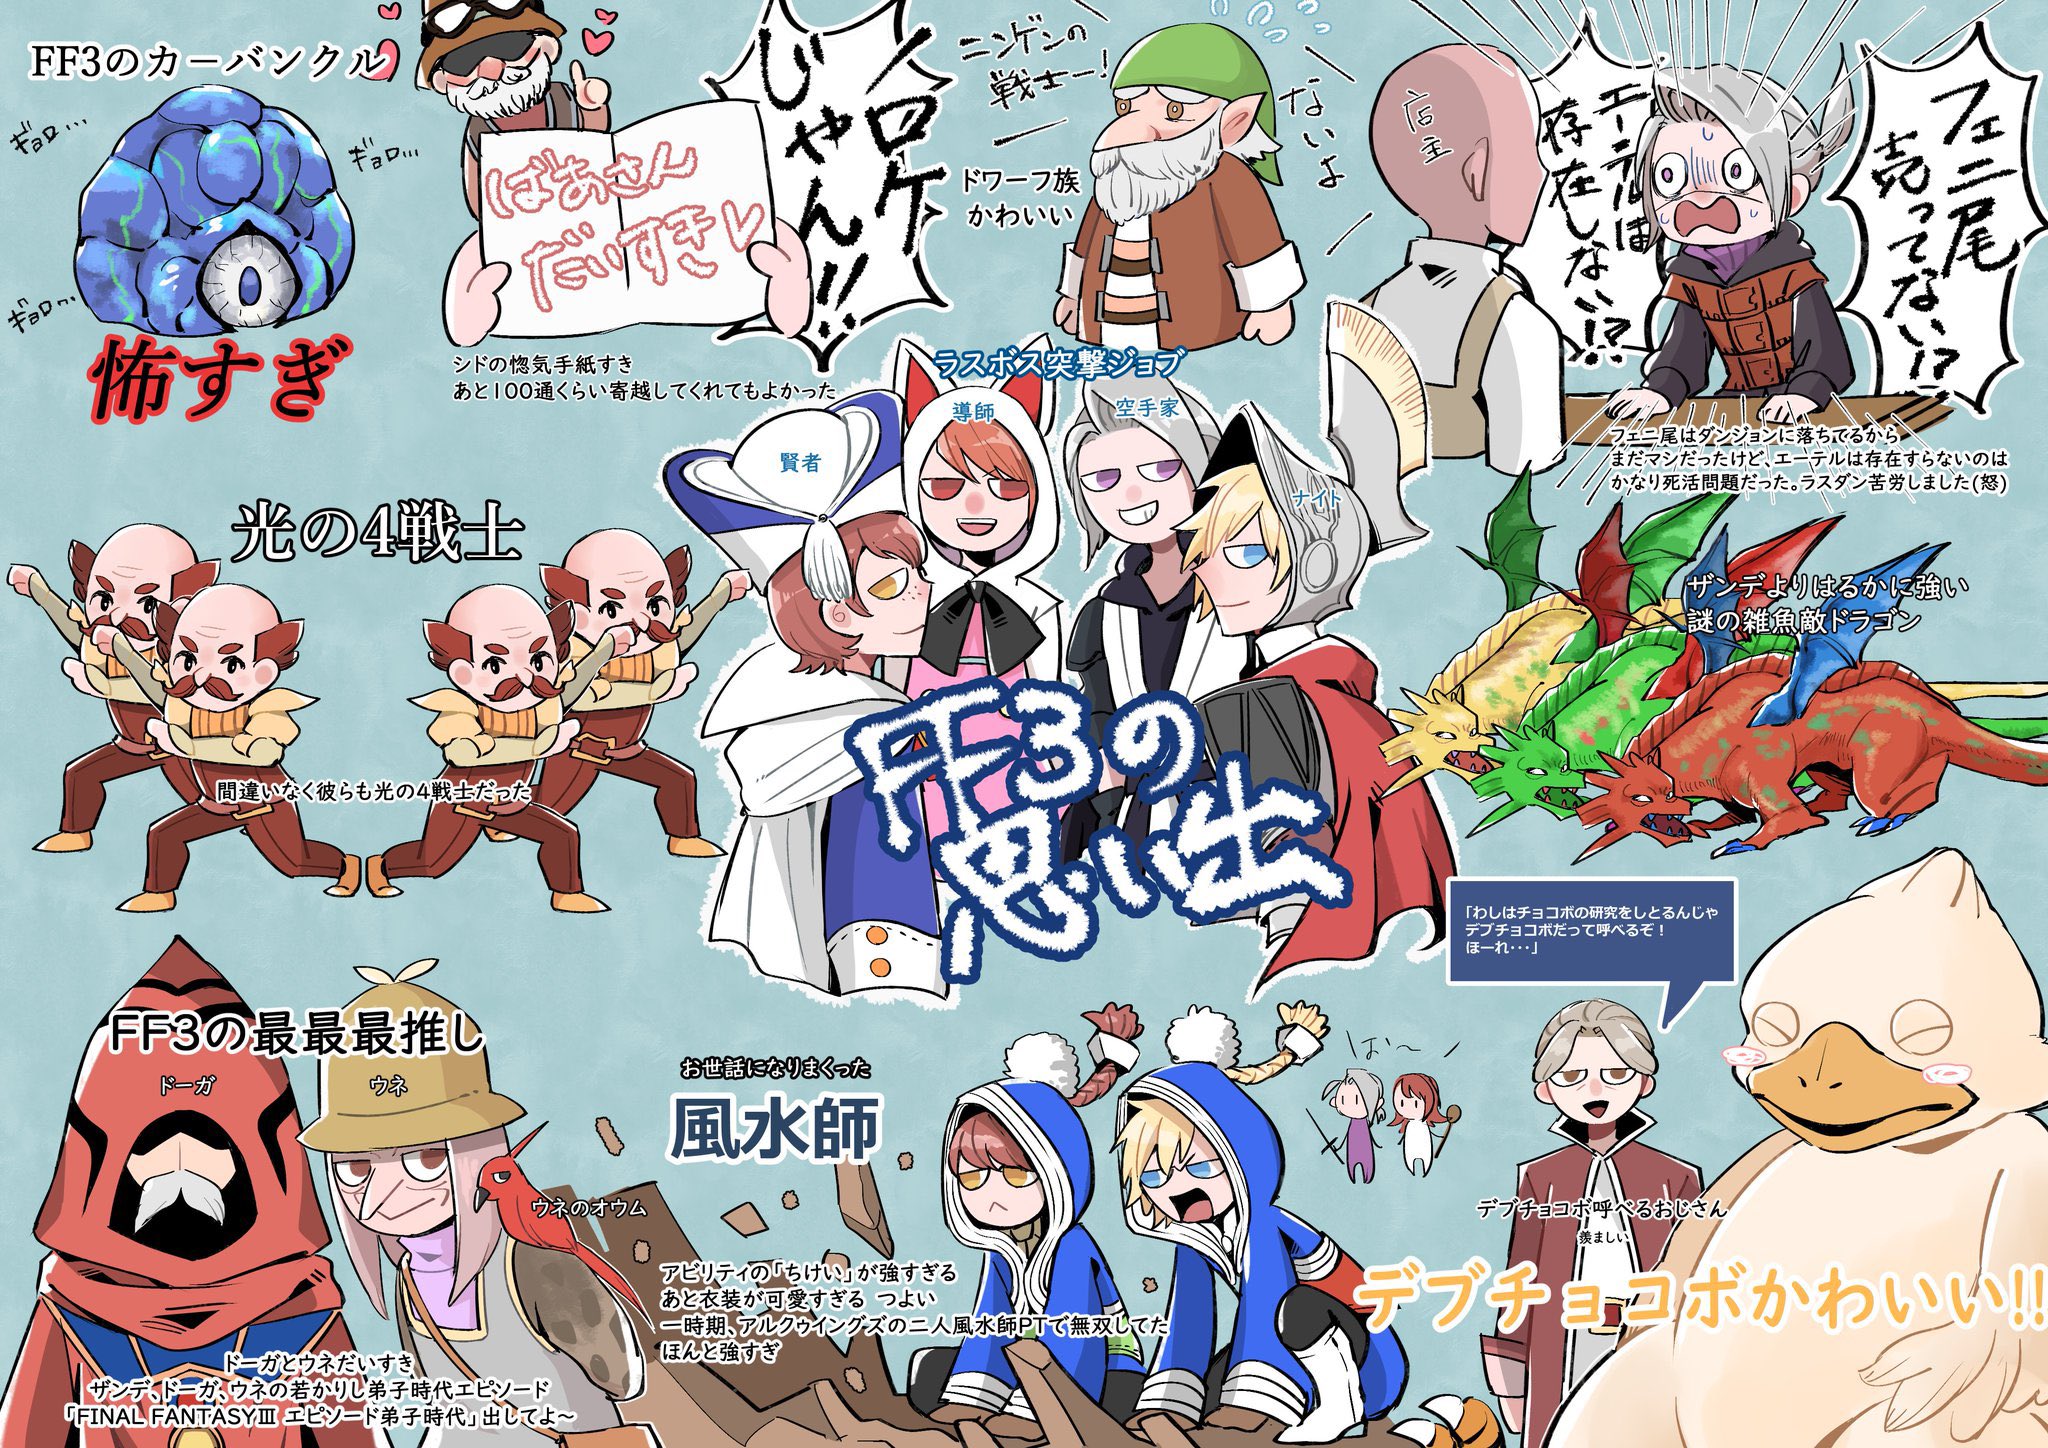 FF3のカーバンクル
ギョロ…
ギョロ…
ギョロ…
怖すぎ
ばあさん
だいすき
ノロケ
じゃん!!
シドの惚気手紙すき
あと100通くらい寄越してくれてもよかった
ニンゲンの
戦士ー!
ドワーフ族
かわいい
ないよ
店主
フェニ尾
売ってない!?
エーテルは
存在しない!?
フェニ尾はダンジョンに落ちてるから
まだマシだったけど、エーテルは存在すらないのは
かなり死活問題だった。ラスダン苦労しました(怒)
ラスボス突撃ジョブ
賢者
導師
空手家
ナイト
FF3の
思い出
光の4戦士
間違いなく彼らも光の4戦士だった
ザンデよりはるかに強い
謎の雑魚敵ドラゴン
FF3の最最最推し
ドーガ
ウネ
ウネのオウム
ドーガとウネだいすき
ザンデ、ドーガ、ウネの若かりし弟子時代エピソード
「FINAL FANTASYⅢ エピソード弟子時代」出してよ〜
お世話になりまくった
風水師
アビリティの「ちけい」が強すぎる
あと衣装が可愛すぎる つよい
一時期、アルクゥイングズの二人風水師PTで無双してた
ほんと強すぎ
はい〜
「わしはチョコボの研究をしとるんじゃ
デブチョコボだって呼べるぞ!
ほーれ・・・」
デブチョコボ呼べるおじさん
羨ましい
デブチョコボかわいい!!